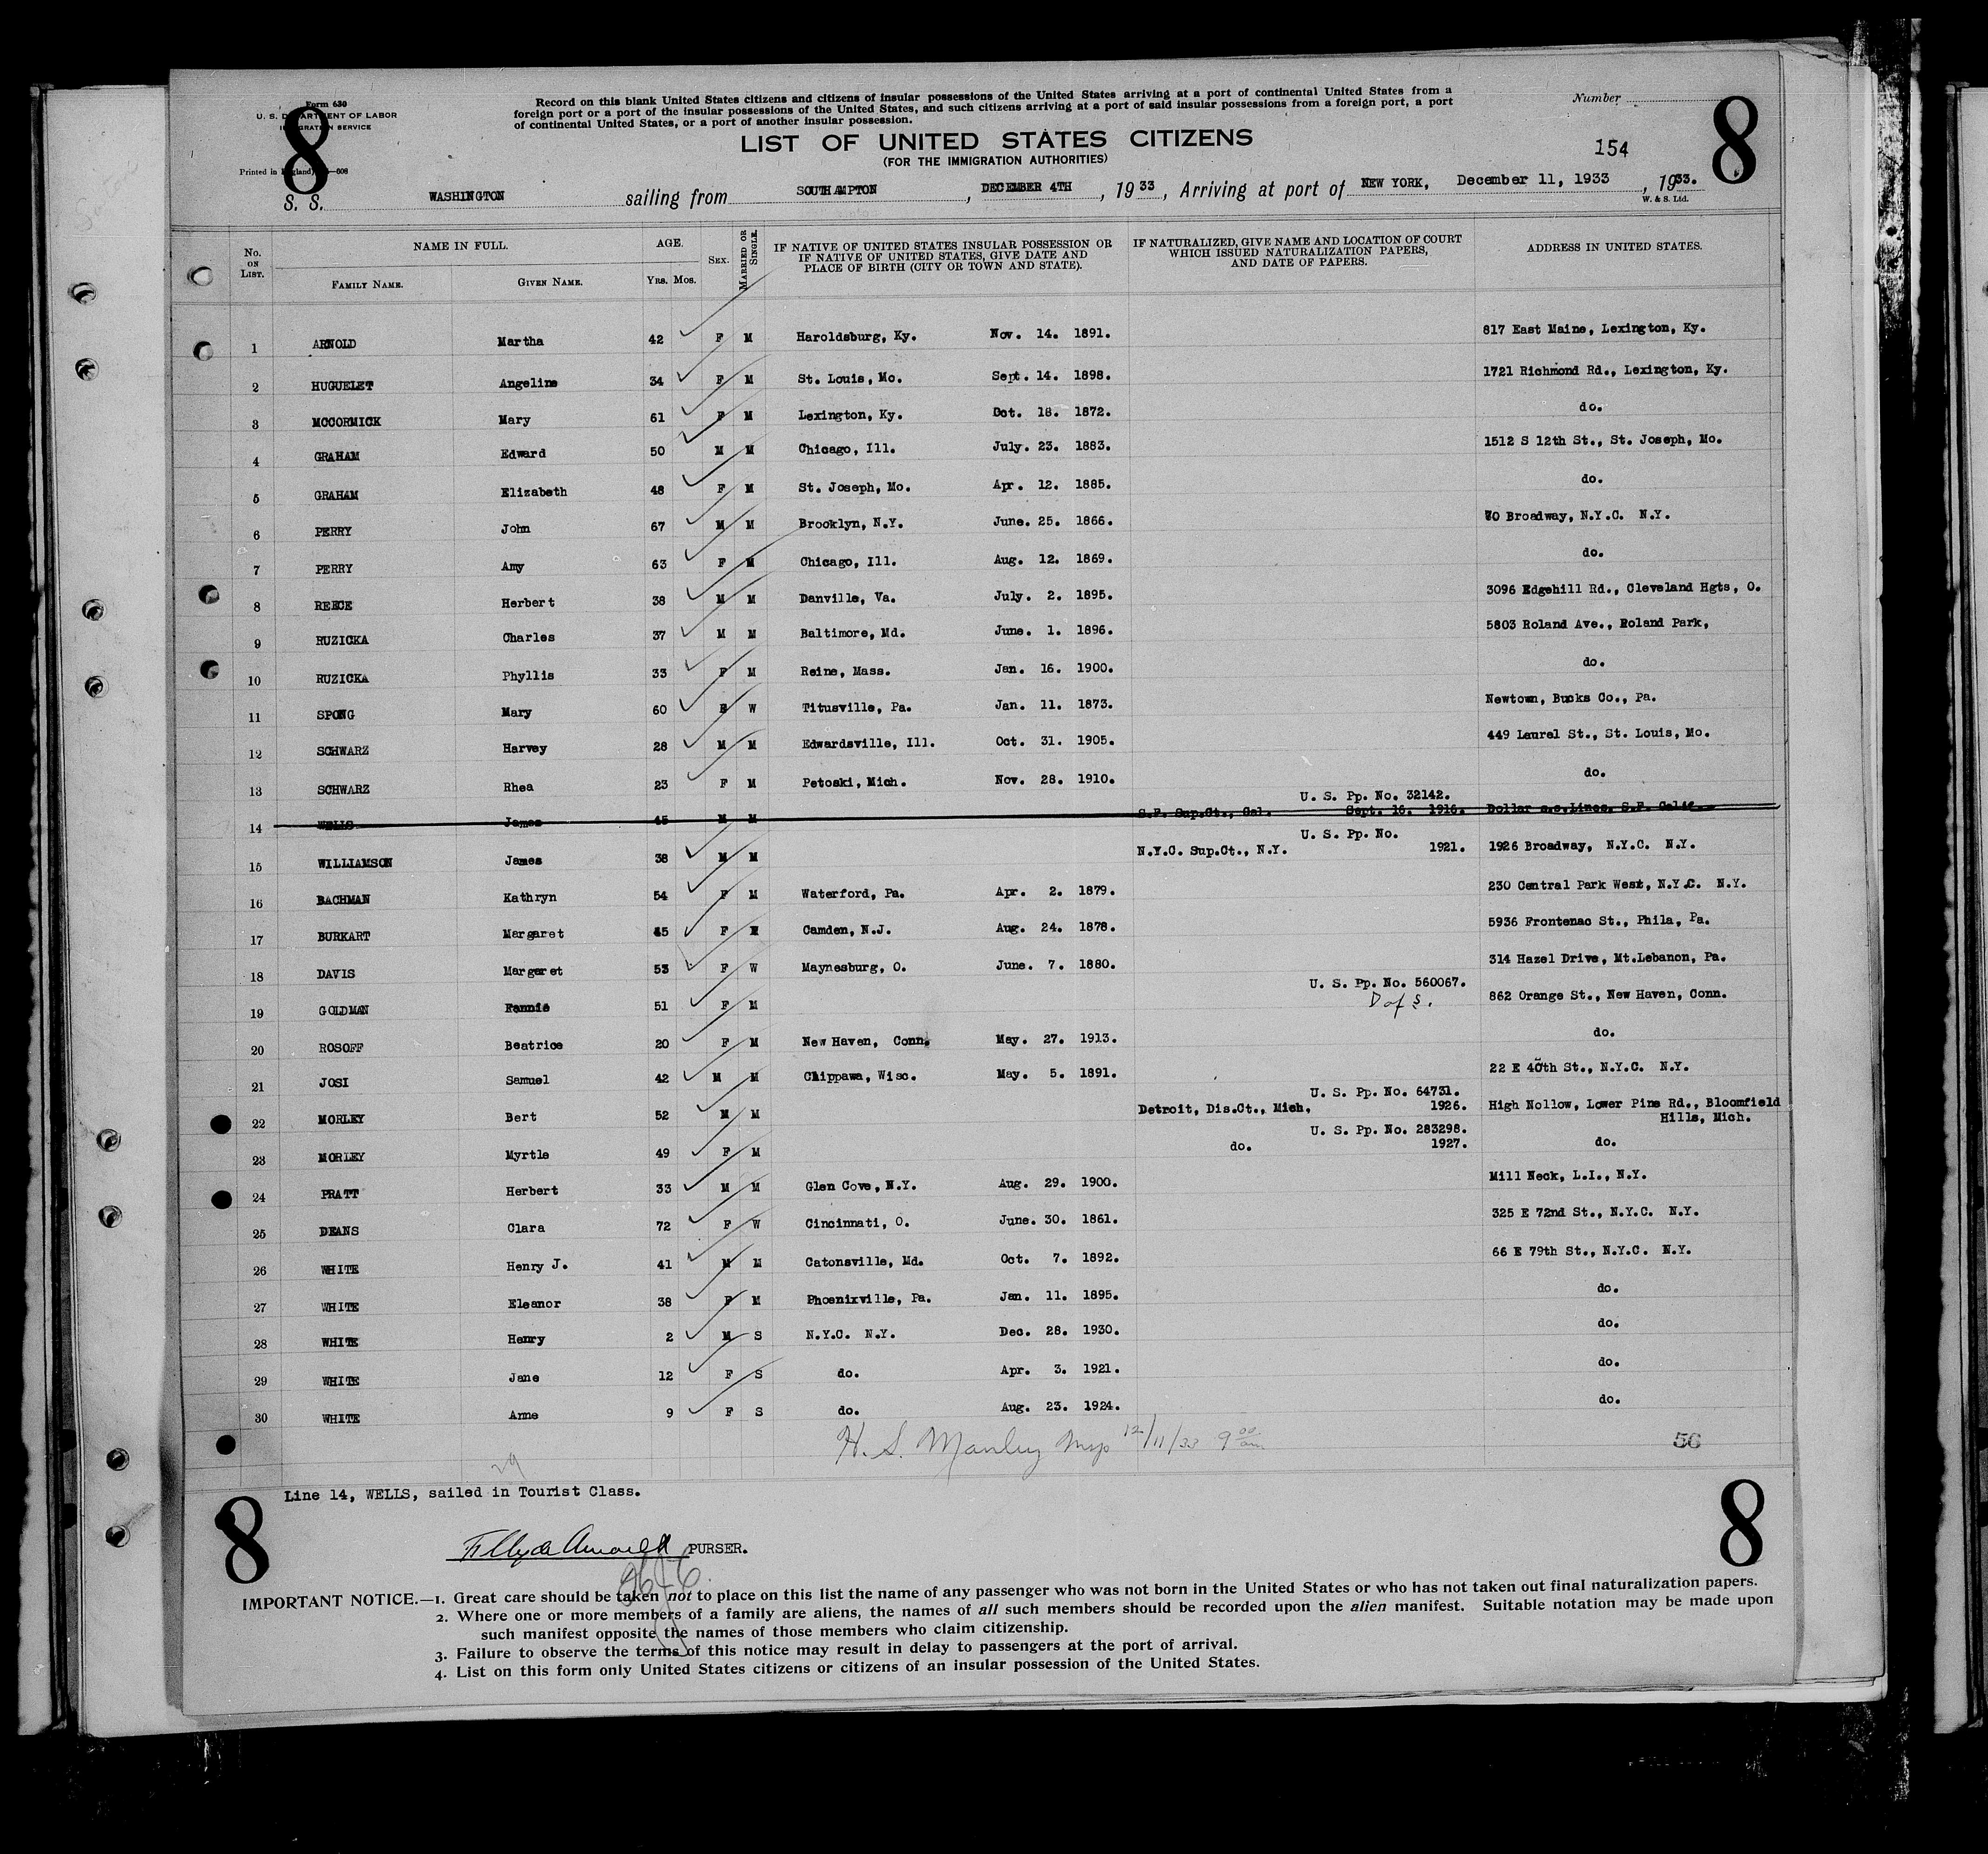 8
8
Form 630
U. S. DEPARTMENT OF LABOR
IMMIGRATION SERVICE
Printed in England) —608
Record on this blank United States citizens and citizens of insular possessions of the United States arriving at a port of continental United States from a
foreign port or a port of the insular possessions of the United States, and such citizens arriving at a port of said insular possessions from a foreign port, a port
of continental United States, or a port of another insular possession.
Number
LIST OF UNITED STATES CITIZENS
(FOR THE IMMIGRATION AUTHORITIES)
154
S. S. WASHINGTON sailing from SOUTHAMPTON, DECEMBER 4TH, 1933, Arriving at port of NEW YORK, December 11, 1933, 1933.
W. & S. Ltd.
No. ON LIST. NAME IN FULL. FAMILY NAME. GIVEN NAME. AGE. YRS. MOS. SEX. MARRIED OR SINGLE. IF NATIVE OF UNITED STATES INSULAR POSSESSION OR IF NATIVE OF UNITED STATES, GIVE DATE AND PLACE OF BIRTH (CITY OR TOWN AND STATE). IF NATURALIZED, GIVE NAME AND LOCATION OF COURT WHICH ISSUED NATURALIZATION PAPERS, AND DATE OF PAPERS. ADDRESS IN UNITED STATES.
1 ARNOLD Martha 42 F M Haroldsburg, Ky. Nov. 14. 1891. 817 East Maine, Lexington, Ky.
2 HUGUELET Angeline 34 F M St. Louis, Mo. Sept. 14. 1898. 1721 Richmond Rd., Lexington, Ky.
3 MCCORMICK Mary 61 F M Lexington, Ky. Oct. 18. 1872. do.
4 GRAHAM Edward 50 M M Chicago, Ill. July. 23. 1883. 1512 S 12th St., St. Joseph, Mo.
5 GRAHAM Elizabeth 48 F M St. Joseph, Mo. Apr. 12. 1885. do.
6 PERRY John 67 M M Brooklyn, N.Y. June. 25. 1866. 70 Broadway, N.Y.C. N.Y.
7 PERRY Amy 63 F M Chicago, Ill. Aug. 12. 1869. do.
8 REECE Herbert 38 M M Danville, Va. July. 2. 1895. 3096 Edgehill Rd., Cleveland Hgts, O.
9 RUZICKA Charles 37 M M Baltimore, Md. June. 1. 1896. 5803 Roland Ave., Roland Park,
10 RUZICKA Phyllis 33 F M Reine, Mass. Jan. 16. 1900. do.
11 SPONG Mary 60 F W Titusville, Pa. Jan. 11. 1873. Newtown, Bucks Co., Pa.
12 SCHWARZ Harvey 28 M M Edwardsville, Ill. Oct. 31. 1905. 449 Laurel St., St. Louis, Mo.
13 SCHWARZ Rhea 23 F M Petoski, Mich. Nov. 28. 1910. do.
U. S. Pp. No. 32142.
14 WELLS James 45 M M S.F. Sup.Ct., Cal. Sept. 16. 1916. Dollar s.s.Lines. S.F. Calif.
U. S. Pp. No.
15 WILLIAMSON James 38 M M N.Y.C. Sup.Ct., N.Y. 1921. 1926 Broadway, N.Y.C. N.Y.
16 BACHMAN Kathryn 54 F M Waterford, Pa. Apr. 2. 1879. 230 Central Park West, N.Y.C. N.Y.
17 BURKART Margaret 45 F M Camden, N.J. Aug. 24. 1878. 5936 Frontenac St., Phila, Pa.
18 DAVIS Margaret 53 F W Maynesburg, O. June. 7. 1880. 314 Hazel Drive, Mt.Lebanon, Pa.
U. S. Pp. No. 560067.
19 GOLDMAN Fannie 51 F M D of S. 862 Orange St., New Haven, Conn.
20 ROSOFF Beatrice 20 F M New Haven, Conn. May. 27. 1913. do.
21 JOSI Samuel 42 M M Chippawa, Wisc. May. 5. 1891. 22 E 40th St., N.Y.C. N.Y.
U. S. Pp. No. 64731.
22 MORLEY Bert 52 M M Detroit, Dis.Ct., Mich. 1926. High Nollow, Lower Pine Rd., Bloomfield
Hills, Mich.
U. S. Pp. No. 283298.
23 MORLEY Myrtle 49 F M do. 1927. do.
24 PRATT Herbert 33 M M Glen Cove, N.Y. Aug. 29. 1900. Mill Neck, L.I., N.Y.
25 DEANS Clara 72 F W Cincinnati, O. June. 30. 1861. 325 E 72nd St., N.Y.C. N.Y.
26 WHITE Henry J. 41 M M Catonsville, Md. Oct. 7. 1892. 66 E 79th St., N.Y.C. N.Y.
27 WHITE Eleanor 38 F M Phoenixville, Pa. Jan. 11. 1895. do.
28 WHITE Henry 2 M S N.Y.C. N.Y. Dec. 28. 1930. do.
29 WHITE Jane 12 F S do. Apr. 3. 1921. do.
30 WHITE Anne 9 F S do. Aug. 23. 1924. do.
H. S. Manley Insp 12/11/33 9 00 am
56
29
Line 14, WELLS, sailed in Tourist Class.
8
8
PURSER.
IMPORTANT NOTICE.—1. Great care should be taken not to place on this list the name of any passenger who was not born in the United States or who has not taken out final naturalization papers.
2. Where one or more members of a family are aliens, the names of all such members should be recorded upon the alien manifest. Suitable notation may be made upon
such manifest opposite the names of those members who claim citizenship.
3. Failure to observe the terms of this notice may result in delay to passengers at the port of arrival.
4. List on this form only United States citizens or citizens of an insular possession of the United States.